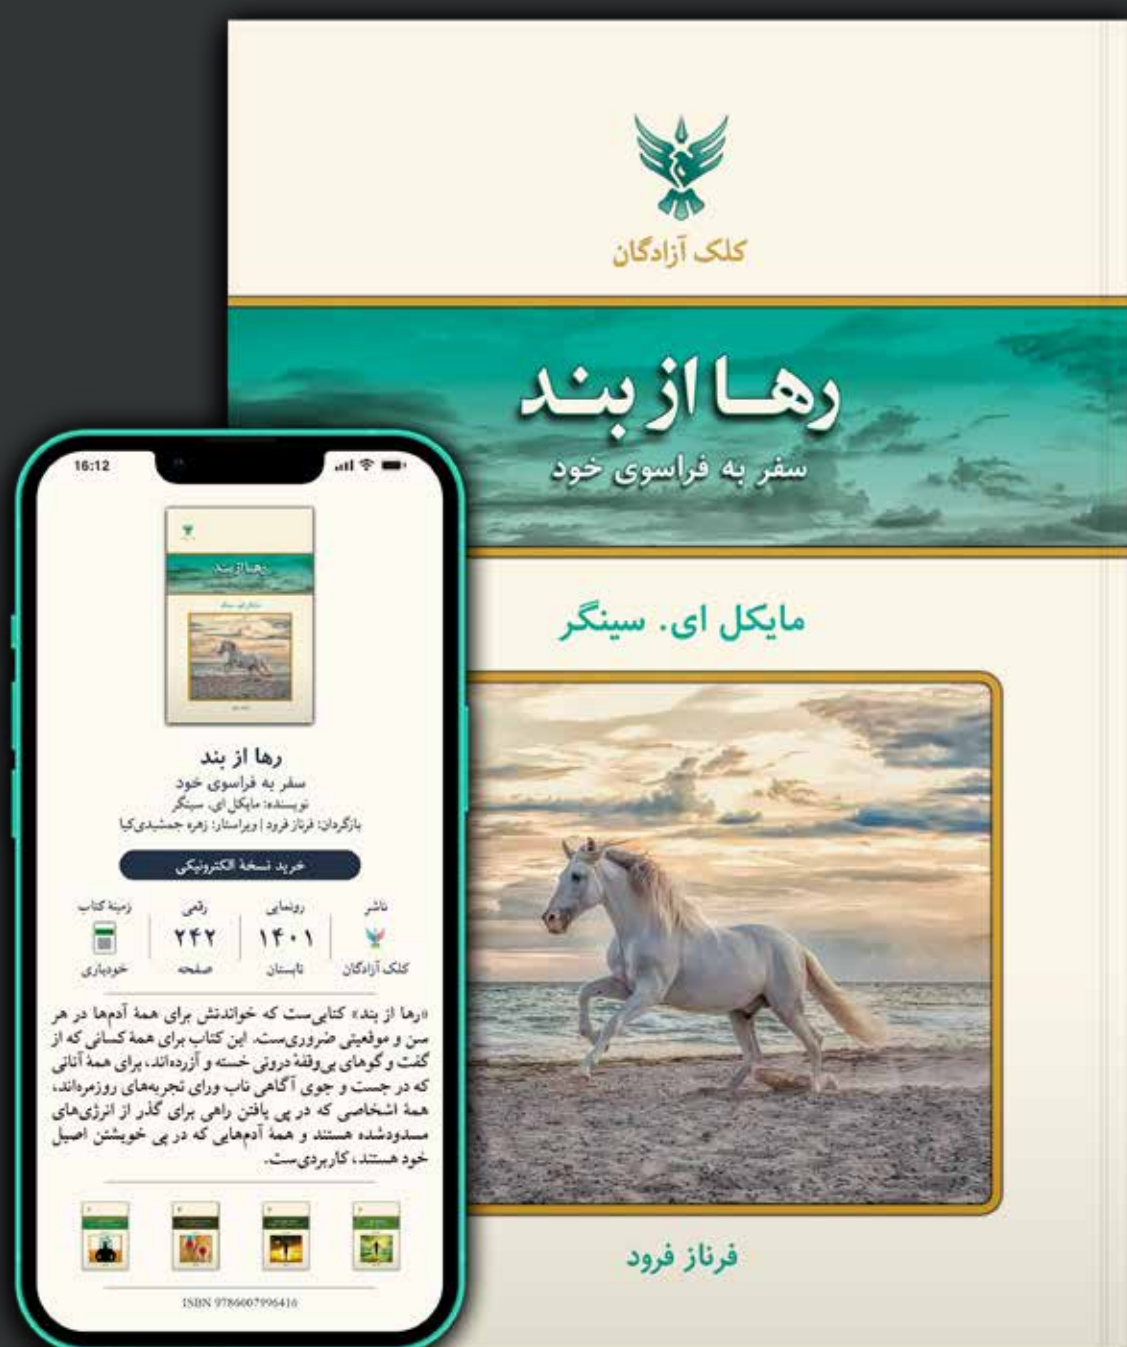 کلک آزادگان
رهـا از بنـد
سفر به فراسوی خود
مایکل ای. سینگر
فرناز فرود
16:12
رها از بند
رها از بند
سفر به فراسوی خود
نویسنده: مایکل ای. سینگر
بازگردان: فرناز فرود | ویراستار: زهره جمشیدی‌کیا
خرید نسخهٔ الکترونیکی
ناشر رونمایی رقعی زمینهٔ کتاب
۱۴۰۱ ۲۴۲
کلک آزادگان تابستان صفحه خودیاری
«رها از بند» کتابی‌ست که خواندنش برای همهٔ آدم‌ها در هر
سن و موقعیتی ضروری‌ست. این کتاب برای همهٔ کسانی که از
گفت و گوهای بی‌وقفهٔ درونی خسته و آزرده‌اند، برای همهٔ آنانی
که در جست و جوی آگاهی ناب ورای تجربه‌های روزمره‌اند،
همهٔ اشخاصی که در پی یافتن راهی برای گذر از انرژی‌های
مسدودشده هستند و همهٔ آدم‌هایی که در پی خویشتن اصیل
خود هستند، کاربردی‌ست.
ISBN 9786007996416